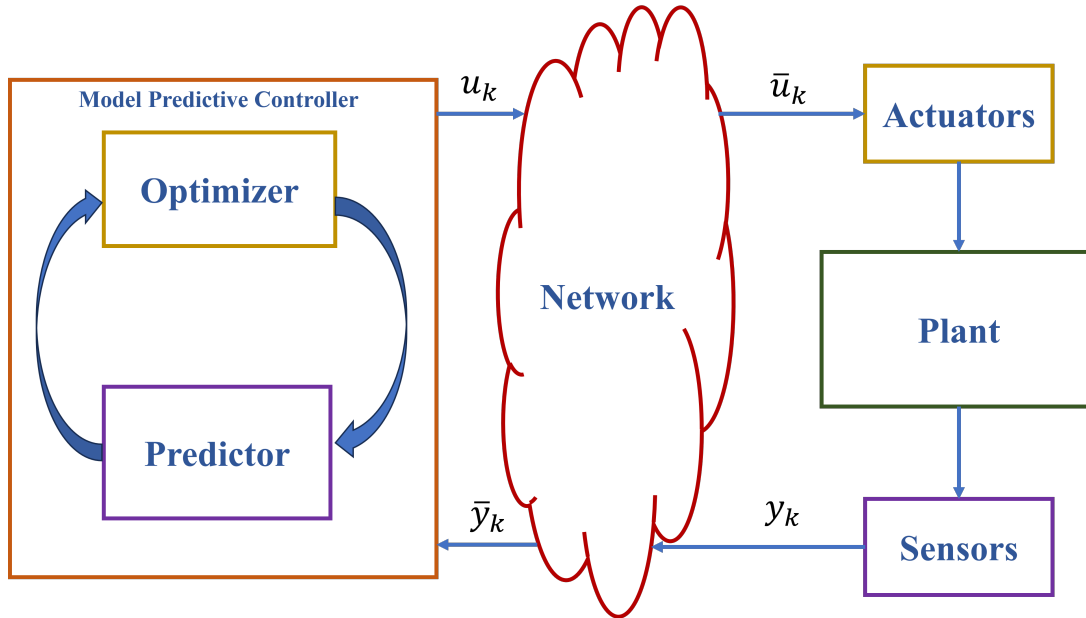 Model Predictive Controller
u_k
ū_k
Actuators
Optimizer
Network
Plant
Predictor
ȳ_k
y_k
Sensors